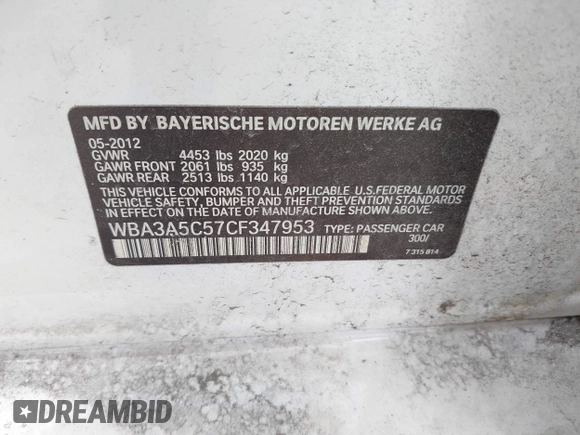 MFD BY BAYERISCHE MOTOREN WERKE AG
05-2012
GVWR 4453 lbs 2020 kg
GAWR FRONT 2061 lbs 935 kg
GAWR REAR 2513 lbs 1140 kg
THIS VEHICLE CONFORMS TO ALL APPLICABLE U.S.FEDERAL MOTOR
VEHICLE SAFETY, BUMPER, AND THEFT PREVENTION STANDARDS
IN EFFECT ON THE DATE OF MANUFACTURE SHOWN ABOVE.
WBA3A5C57CF347953 TYPE: PASSENGER CAR
300/
7 315 814
DREAMBID